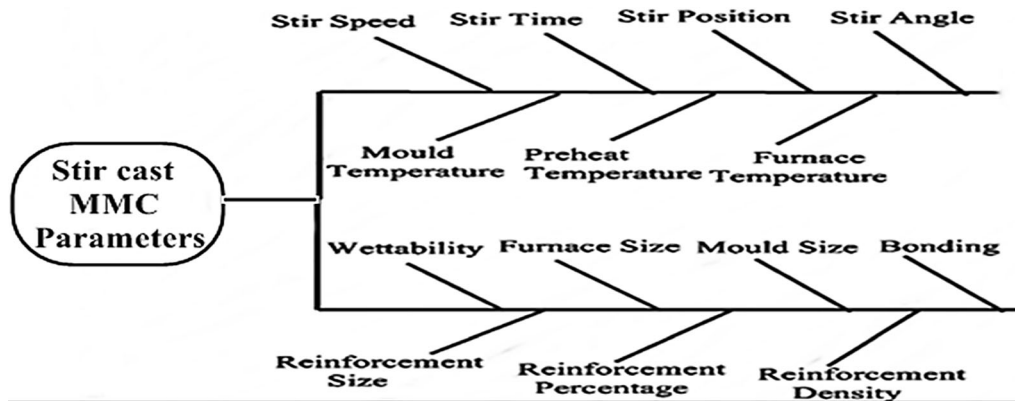 Stir Speed Stir Time Stir Position Stir Angle
Mould
Temperature
Preheat
Temperature
Furnace
Temperature
Stir cast
MMC
Parameters
Wettability Furnace Size Mould Size Bonding
Reinforcement
Size
Reinforcement
Percentage
Reinforcement
Density